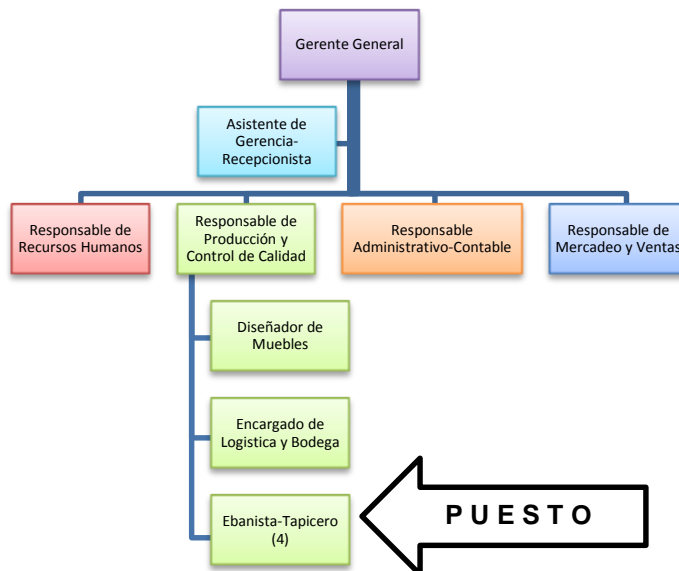 Gerente General
Asistente de
Gerencia-
Recepcionista
Responsable de
Recursos Humanos
Responsable de
Producción y
Control de Calidad
Responsable
Administrativo-Contable
Responsable de
Mercadeo y Ventas
Diseñador de
Muebles
Encargado de
Logistica y Bodega
Ebanista-Tapicero
(4)
PUESTO